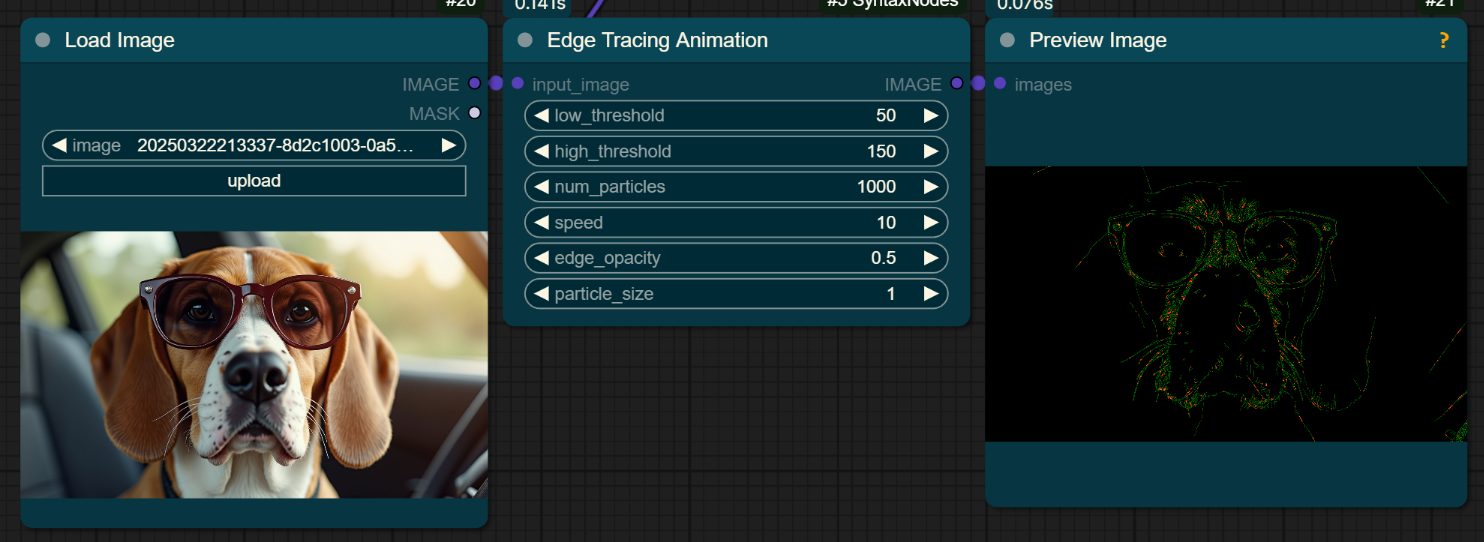 #20
0.141s
#5 SyntaxNodes
0.076s
#21
Load Image
IMAGE
MASK
image 20250322213337-8d2c1003-0a5...
upload
Edge Tracing Animation
input_image IMAGE
low_threshold 50
high_threshold 150
num_particles 1000
speed 10
edge_opacity 0.5
particle_size 1
Preview Image ?
images